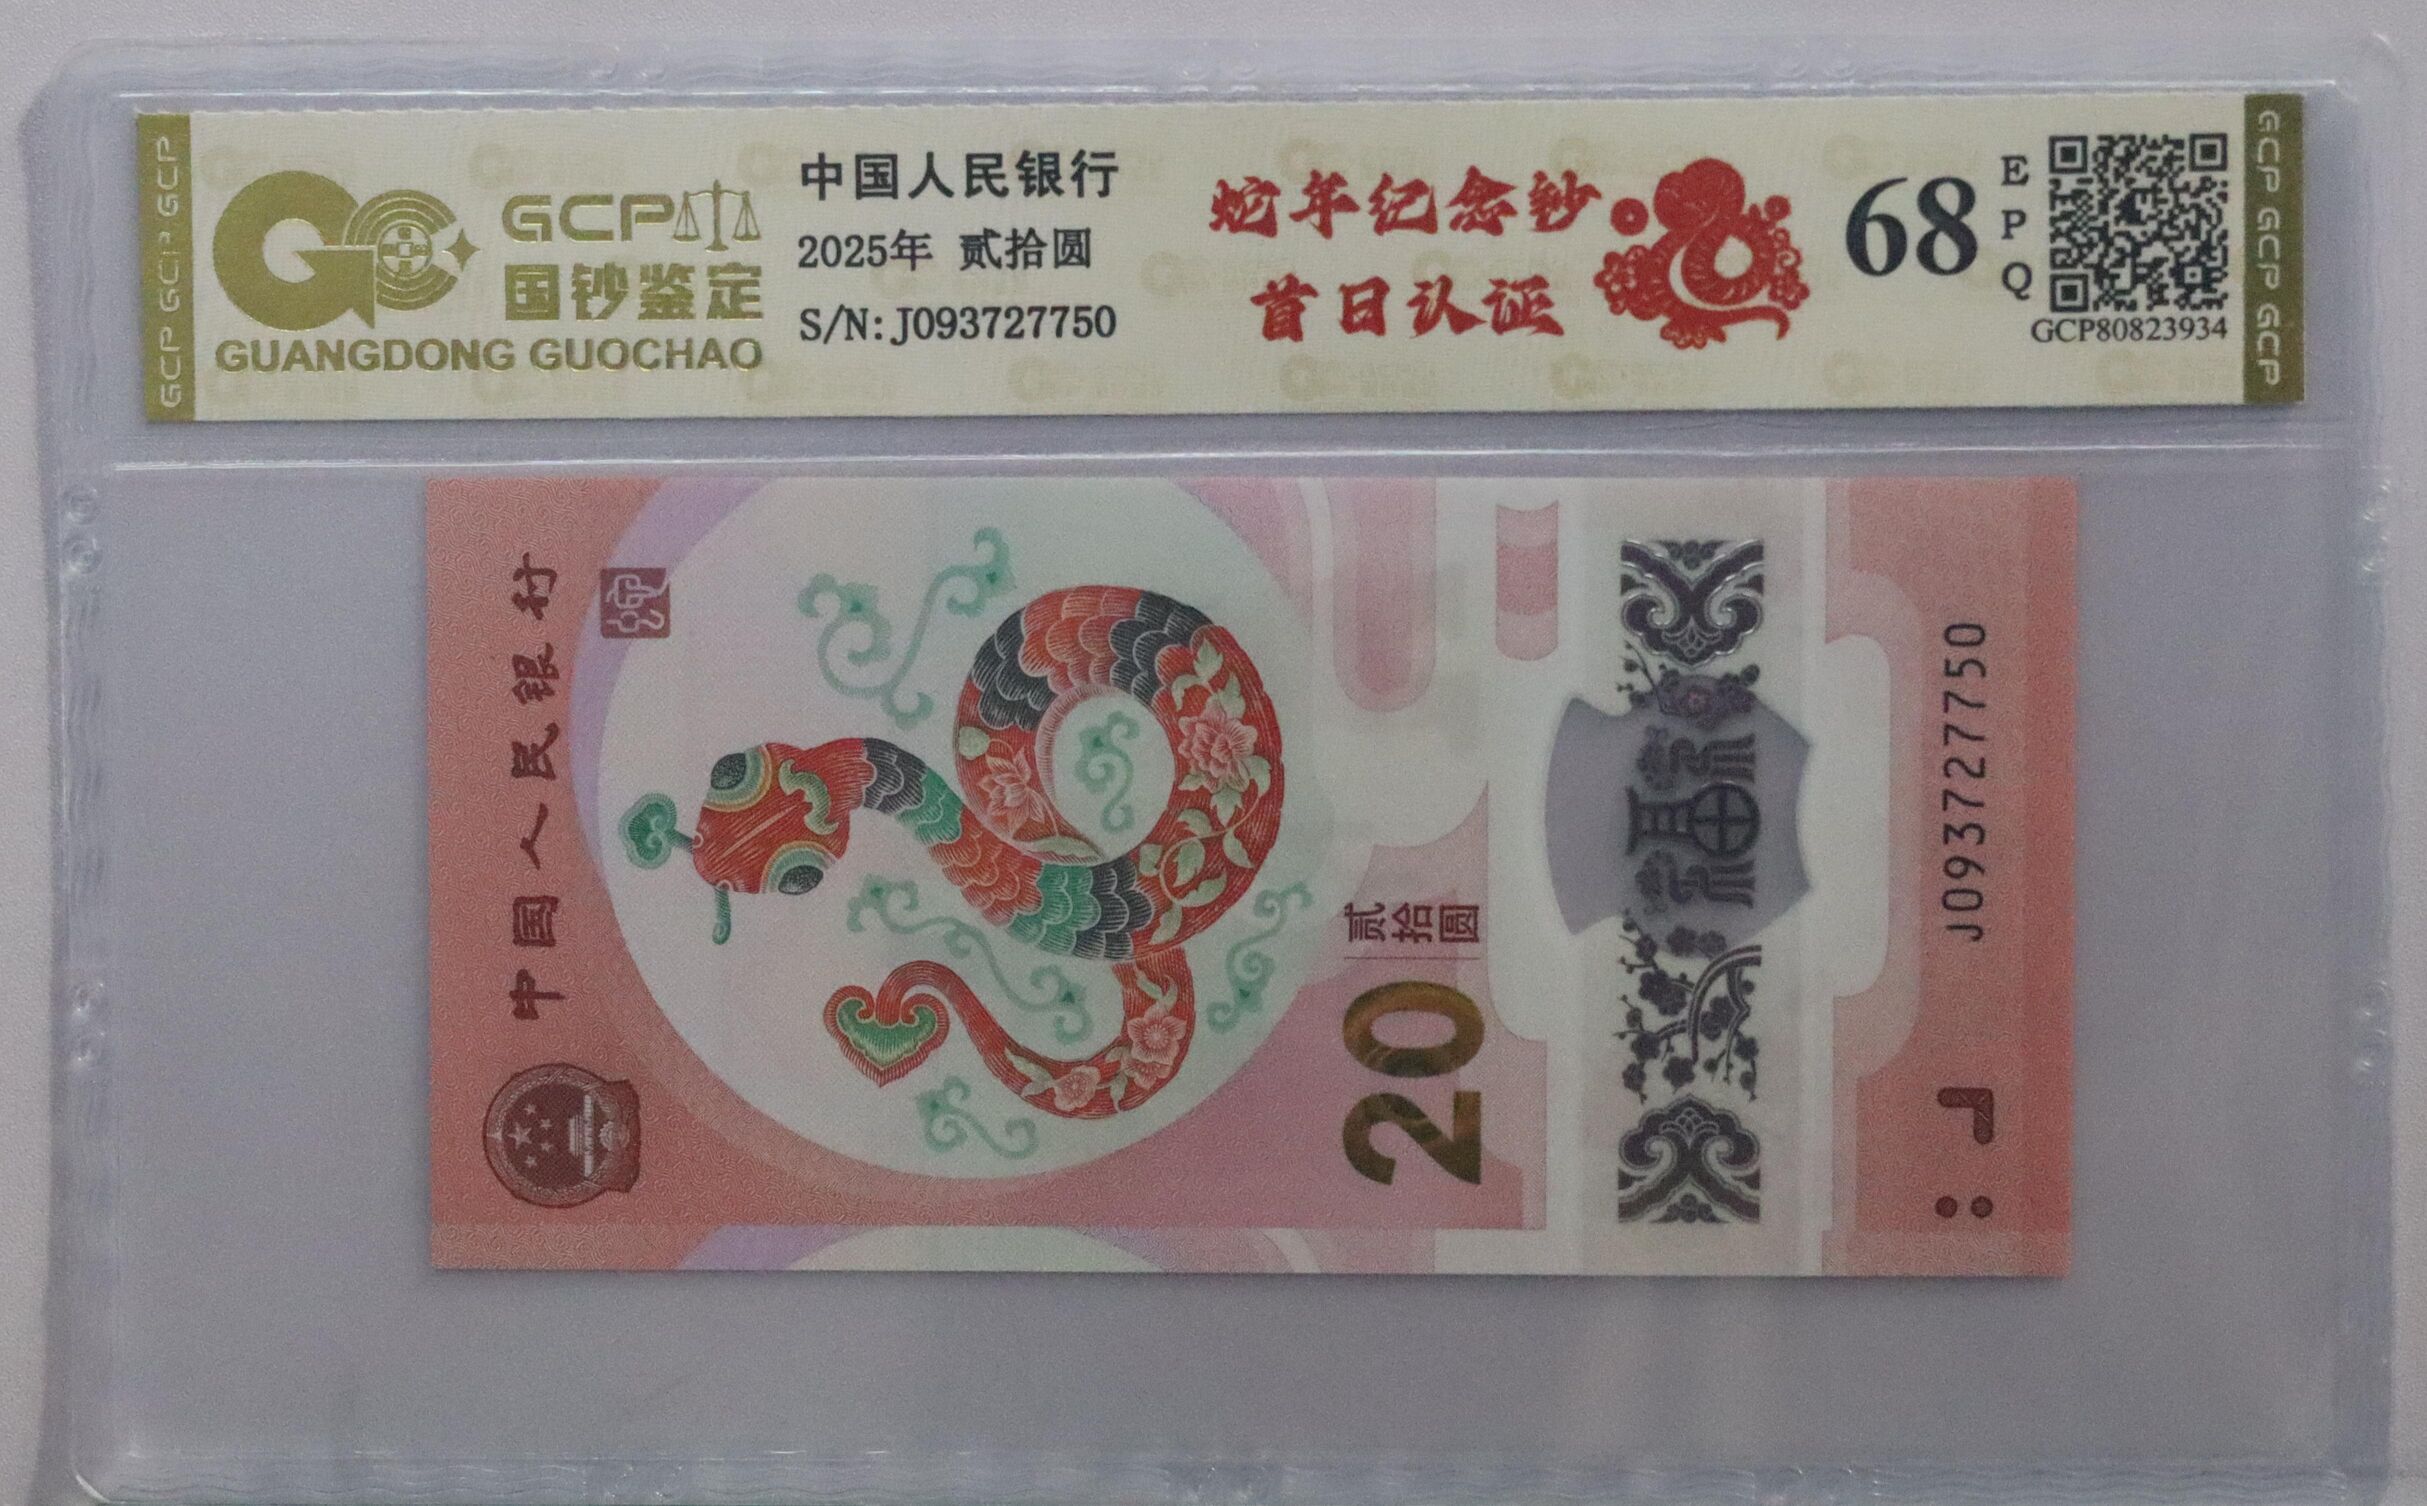 GCP GCP GCP
GCP
国钞鉴定
GUANGDONG GUOCHAO
中国人民银行
2025年 贰拾圆
S/N: J093727750
蛇年纪念钞
首日认证
68
EPQ
GCP80823934
GCP GCP GCP
中国人民银行
20
贰拾圆
福
J093727750